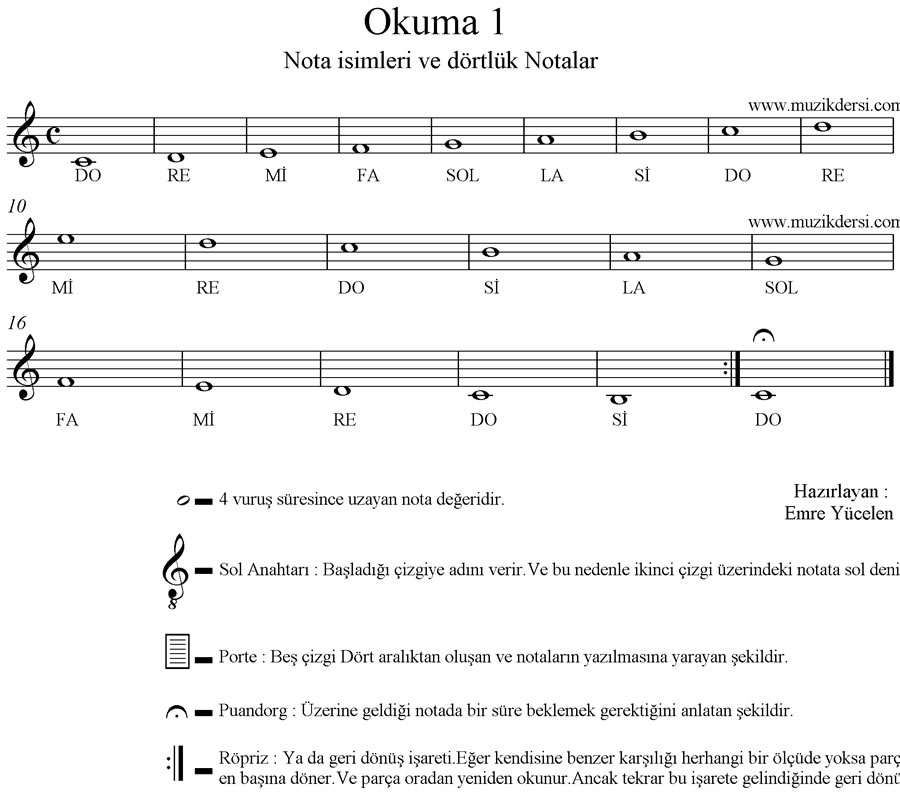 Okuma 1
Nota isimleri ve dörtlük Notalar
www.muzikdersi.com
DO RE Mİ FA SOL LA Sİ DO RE
10
www.muzikdersi.com
Mİ RE DO Sİ LA SOL
16
FA Mİ RE DO Sİ DO
4 vuruş süresince uzayan nota değeridir.
Hazırlayan :
Emre Yücelen
Sol Anahtarı : Başladığı çizgiye adını verir.Ve bu nedenle ikinci çizgi üzerindeki notata sol deni
8
Porte : Beş çizgi Dört aralıktan oluşan ve notaların yazılmasına yarayan şekildir.
Puandorg : Üzerine geldiği notada bir süre beklemek gerektiğini anlatan şekildir.
Röpriz : Ya da geri dönüş işareti.Eğer kendisine benzer karşılığı herhangi bir ölçüde yoksa parç
en başına döner.Ve parça oradan yeniden okunur.Ancak tekrar bu işarete gelindiğinde geri dönü